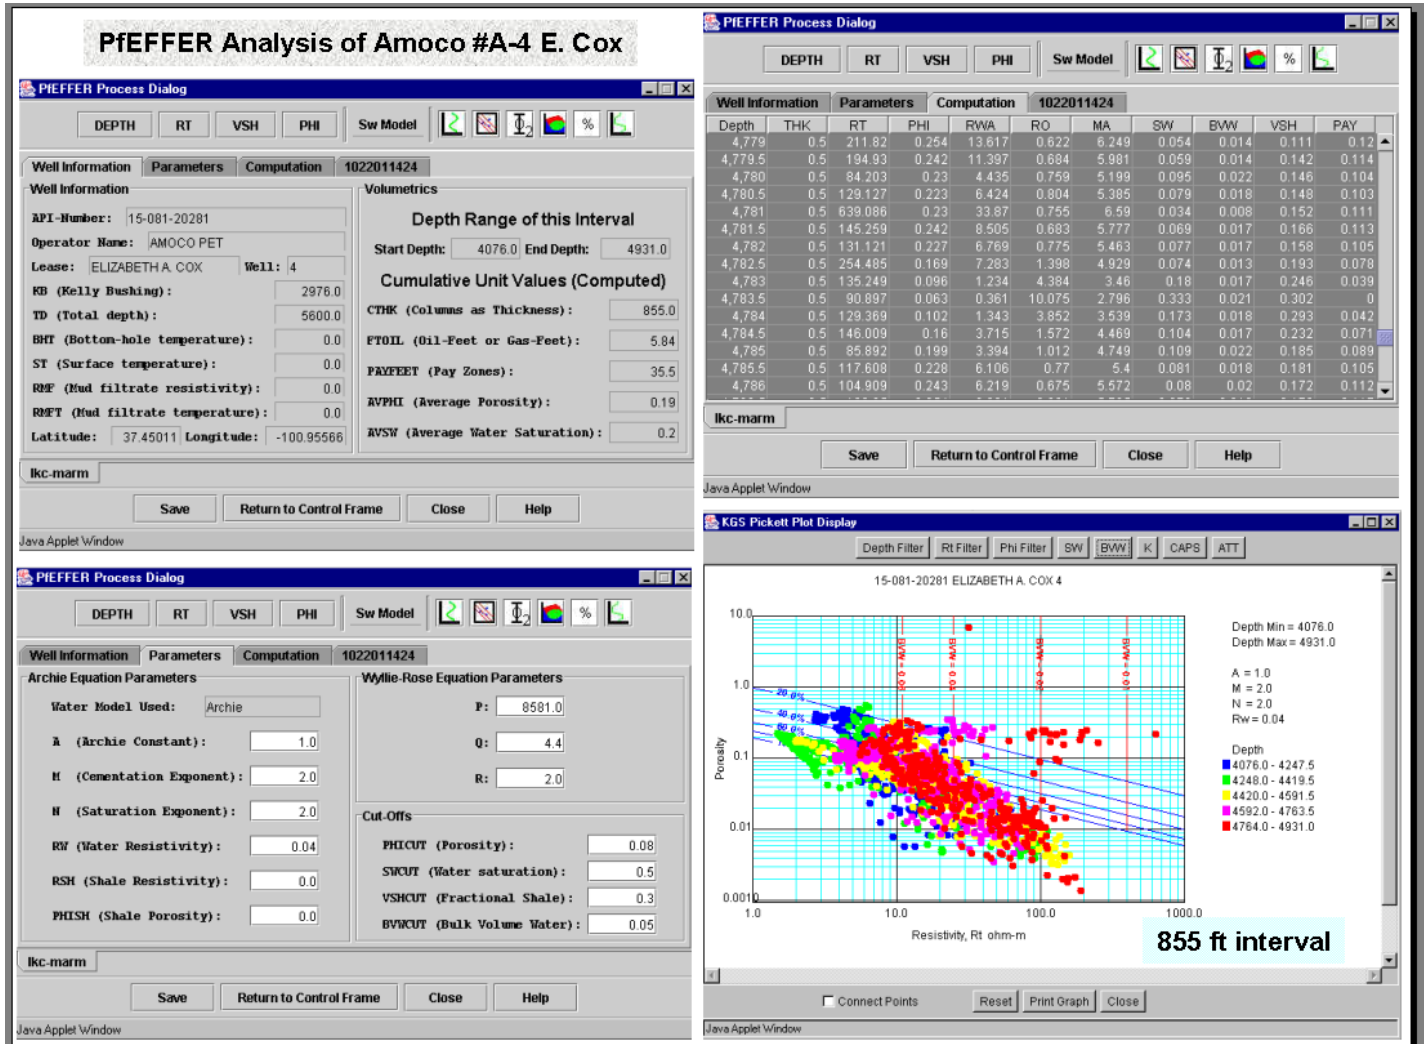 PfEFFER Analysis of Amoco #A-4 E. Cox
PfEFFER Process Dialog
DEPTH RT VSH PHI Sw Model Φ2 %
Well Information Parameters Computation 1022011424
Well Information
API-Number: 15-081-20281
Operator Name: AMOCO PET
Lease: ELIZABETH A. COX Well: 4
KB (Kelly Bushing): 2976.0
TD (Total depth): 5600.0
BHT (Bottom-hole temperature): 0.0
ST (Surface temperature): 0.0
RMF (Mud filtrate resistivity): 0.0
RMFT (Mud filtrate temperature): 0.0
Latitude: 37.45011 Longitude: -100.95566
Volumetrics
Depth Range of this Interval
Start Depth: 4076.0 End Depth: 4931.0
Cumulative Unit Values (Computed)
CTHK (Columns as Thickness): 855.0
FTOIL (Oil-Feet or Gas-Feet): 5.84
PAYFEET (Pay Zones): 35.5
AVPHI (Average Porosity): 0.19
AVSW (Average Water Saturation): 0.2
lkc-marm
Save Return to Control Frame Close Help
Java Applet Window
PfEFFER Process Dialog
DEPTH RT VSH PHI Sw Model Φ2 %
Well Information Parameters Computation 1022011424
Depth THK RT PHI RWA RO MA SW BVW VSH PAY
4,779 0.5 211.82 0.254 13.617 0.622 6.249 0.054 0.014 0.111 0.12
4,779.5 0.5 194.93 0.242 11.397 0.684 5.981 0.059 0.014 0.142 0.114
4,780 0.5 84.203 0.23 4.435 0.759 5.199 0.095 0.022 0.146 0.104
4,780.5 0.5 129.127 0.223 6.424 0.804 5.385 0.079 0.018 0.148 0.103
4,781 0.5 639.086 0.23 33.87 0.755 6.59 0.034 0.008 0.152 0.111
4,781.5 0.5 145.259 0.242 8.505 0.683 5.777 0.069 0.017 0.166 0.113
4,782 0.5 131.121 0.227 6.769 0.775 5.463 0.077 0.017 0.158 0.105
4,782.5 0.5 254.485 0.169 7.283 1.398 4.929 0.074 0.013 0.193 0.078
4,783 0.5 135.249 0.096 1.234 4.384 3.46 0.18 0.017 0.246 0.039
4,783.5 0.5 90.897 0.063 0.361 10.075 2.796 0.333 0.021 0.302 0
4,784 0.5 129.369 0.102 1.343 3.852 3.539 0.173 0.018 0.293 0.042
4,784.5 0.5 146.009 0.16 3.715 1.572 4.469 0.104 0.017 0.232 0.071
4,785 0.5 85.892 0.199 3.394 1.012 4.749 0.109 0.022 0.185 0.089
4,785.5 0.5 117.608 0.228 6.106 0.77 5.4 0.081 0.018 0.181 0.105
4,786 0.5 104.909 0.243 6.219 0.675 5.572 0.08 0.02 0.172 0.112
lkc-marm
Save Return to Control Frame Close Help
Java Applet Window
PfEFFER Process Dialog
DEPTH RT VSH PHI Sw Model Φ2 %
Well Information Parameters Computation 1022011424
Archie Equation Parameters
Water Model Used: Archie
A (Archie Constant): 1.0
M (Cementation Exponent): 2.0
N (Saturation Exponent): 2.0
RW (Water Resistivity): 0.04
RSH (Shale Resistivity): 0.0
PHISH (Shale Porosity): 0.0
Wyllie-Rose Equation Parameters
P: 8581.0
Q: 4.4
R: 2.0
Cut-Offs
PHICUT (Porosity): 0.08
SWCUT (Water saturation): 0.5
VSHCUT (Fractional Shale): 0.3
BVWCUT (Bulk Volume Water): 0.05
lkc-marm
Save Return to Control Frame Close Help
Java Applet Window
KGS Pickett Plot Display
Depth Filter Rt Filter Phi Filter SW BVW K CAPS ATT
15-081-20281 ELIZABETH A. COX 4
10.0
1.0
0.1
0.01
0.0010
Porosity
20.0%
40.0%
60.0%
1.0 10.0 100.0 1000.0
Resistivity, Rt ohm-m
Depth Min = 4076.0
Depth Max = 4931.0
A = 1.0
M = 2.0
N = 2.0
Rw = 0.04
Depth
4076.0 - 4247.5
4248.0 - 4419.5
4420.0 - 4591.5
4592.0 - 4763.5
4764.0 - 4931.0
855 ft interval
Connect Points Reset Print Graph Close
Java Applet Window